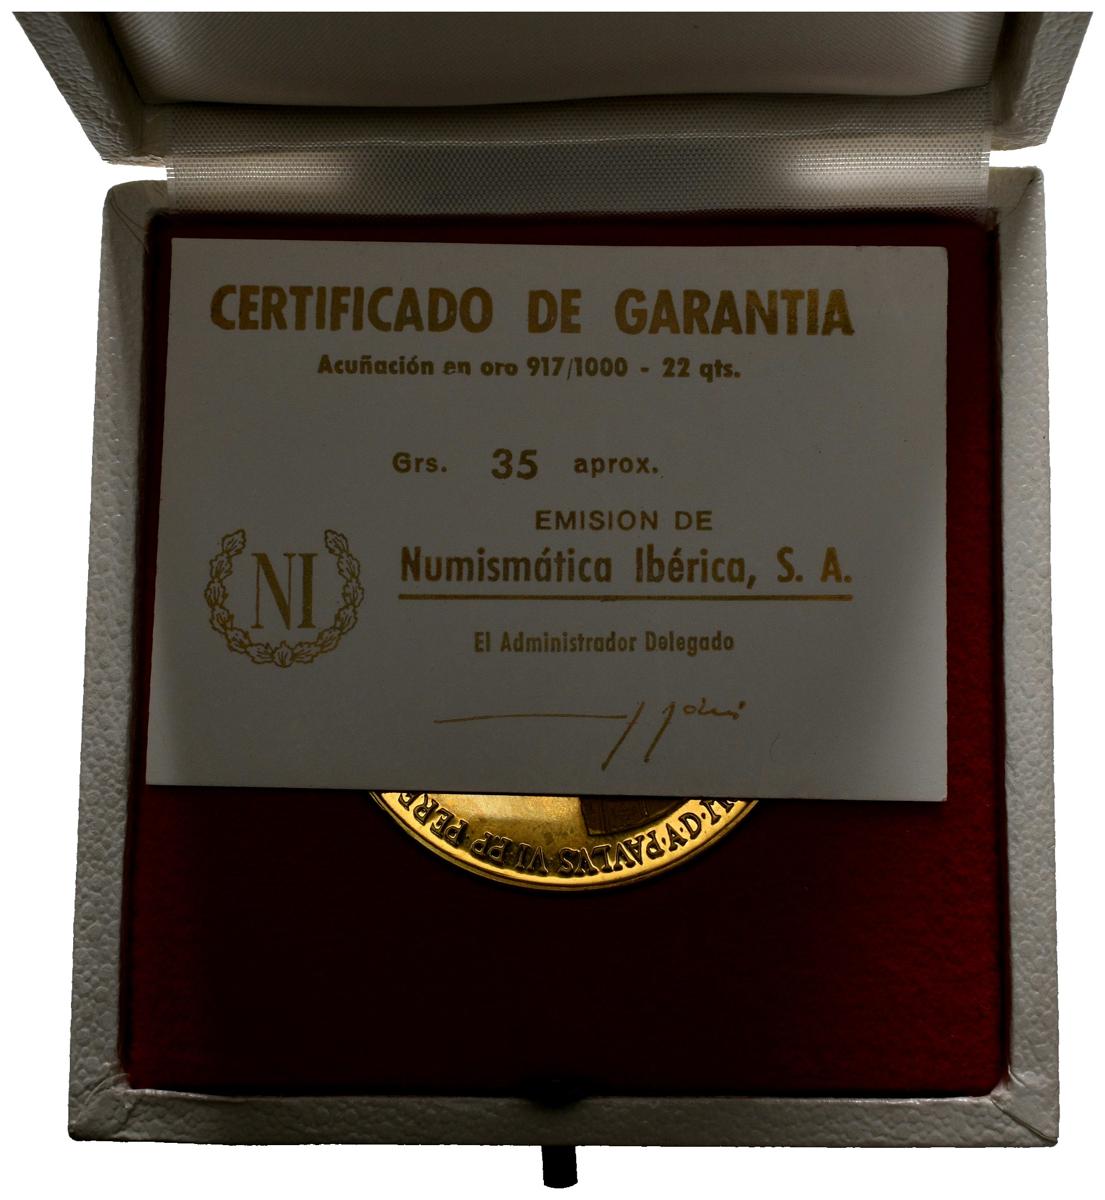 CERTIFICADO DE GARANTIA
Acuñación en oro 917/1000 - 22 qts.
Grs. 35 aprox.
EMISION DE
NI
Numismática Ibérica, S. A.
El Administrador Delegado
A·D· PAVLVS·VI·P.P· PERE